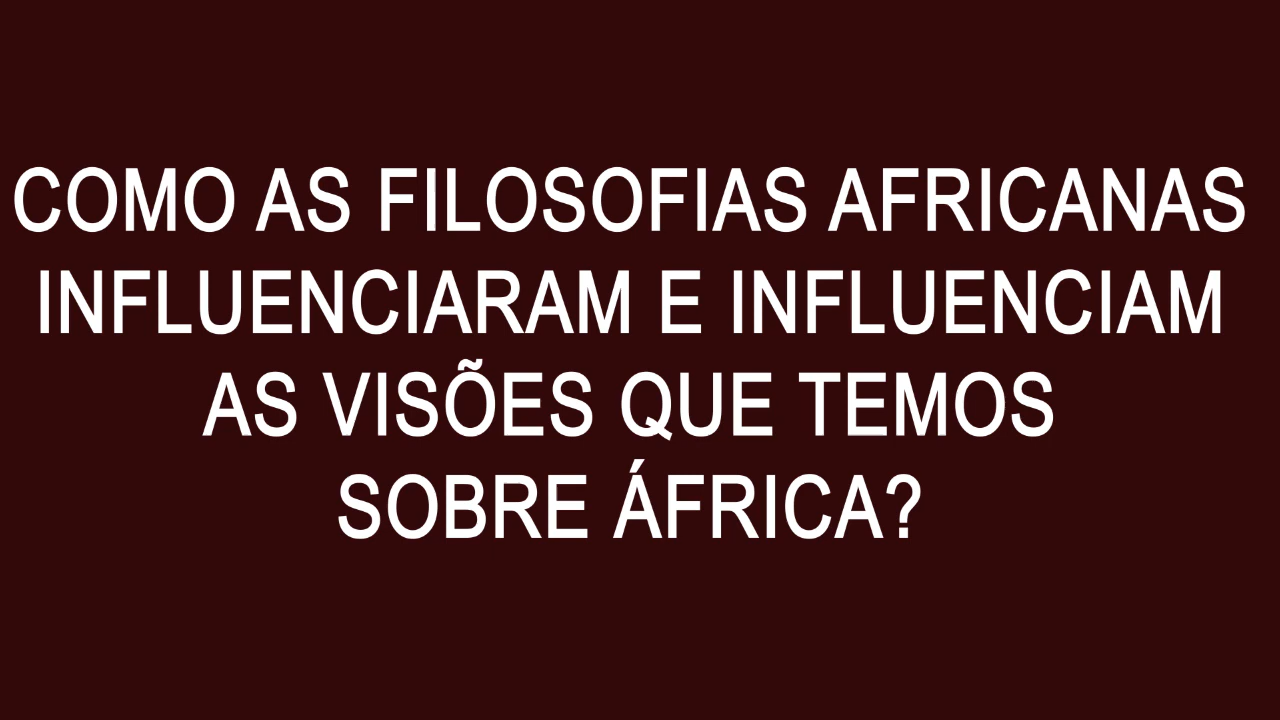 COMO AS FILOSOFIAS AFRICANAS
INFLUENCIARAM E INFLUENCIAM
AS VISÕES QUE TEMOS
SOBRE ÁFRICA?